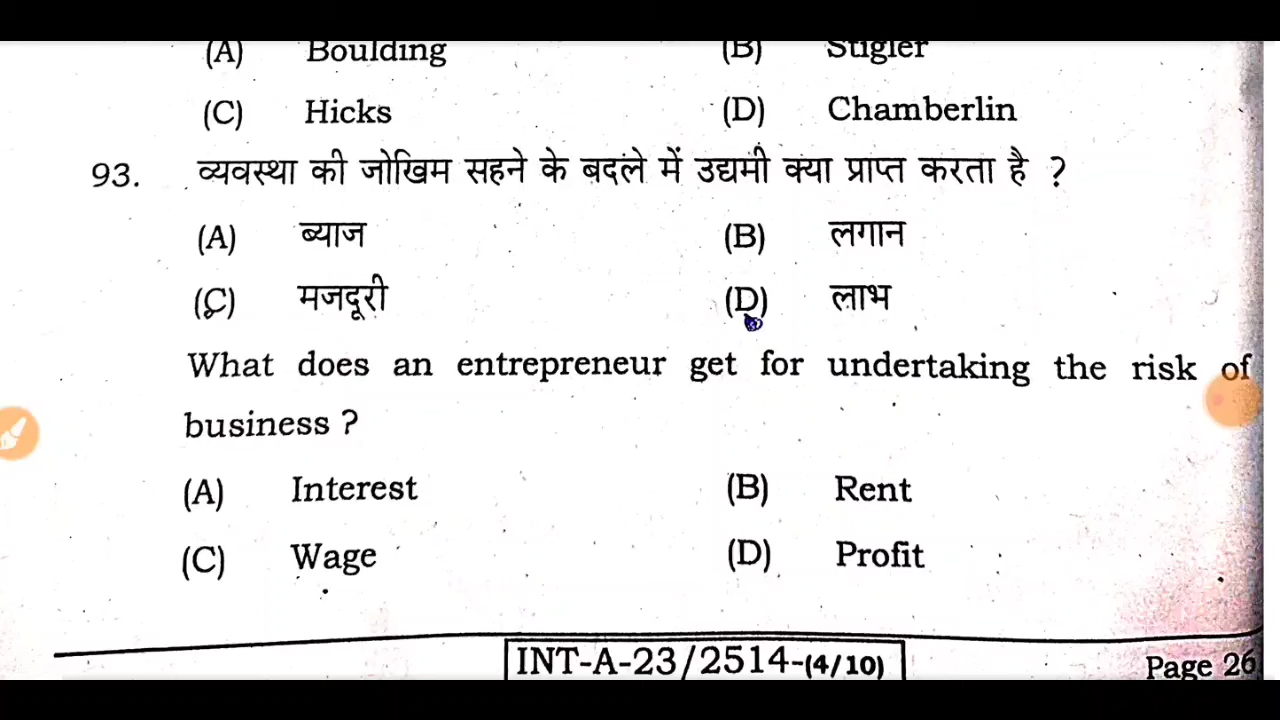 (A) Boulding (B) Stigler
(C) Hicks (D) Chamberlin
93. व्यवस्था की जोखिम सहने के बदले में उद्यमी क्या प्राप्त करता है ?
(A) ब्याज (B) लगान
(C) मजदूरी (D) लाभ
What does an entrepreneur get for undertaking the risk of
business ?
(A) Interest (B) Rent
(C) Wage (D) Profit
INT-A-23/2514-(4/10) Page 26